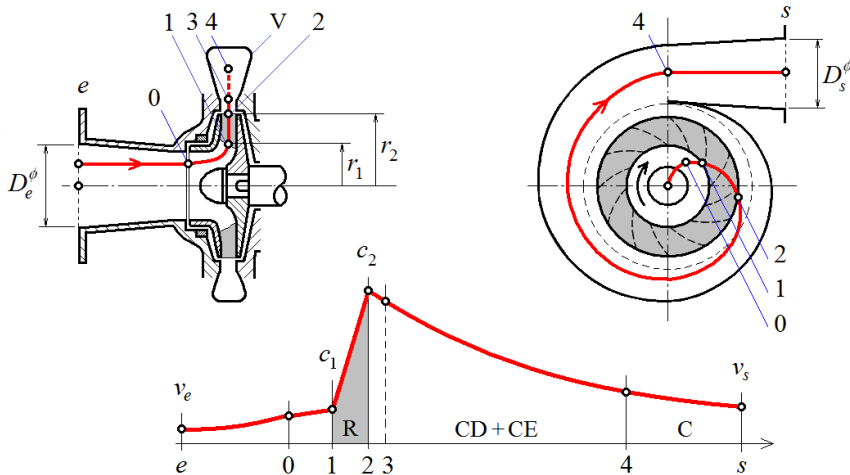 1 3 4 V 2
e
0
D_e^ϕ
r_1
r_2
s
4
D_s^ϕ
2
1
0
c_2
c_1
v_e
v_s
R CD + CE C
e 0 1 2 3 4 s